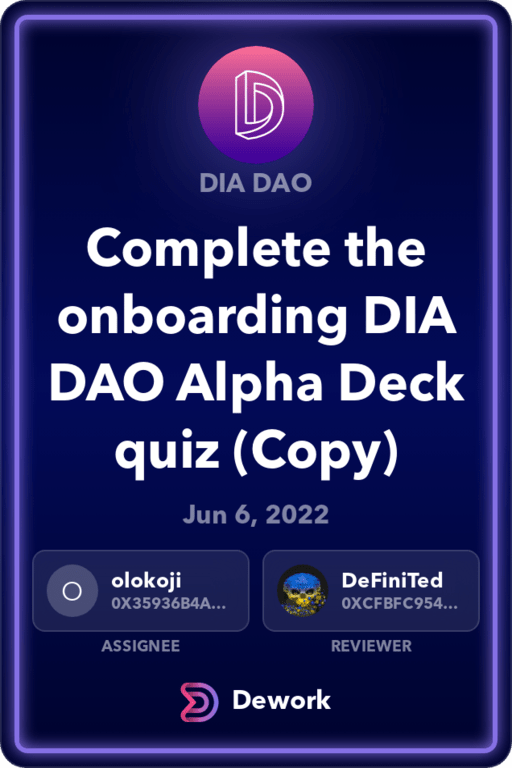 DIA DAO
Complete the
onboarding DIA
DAO Alpha Deck
quiz (Copy)
Jun 6, 2022
O
olokoji
0X35936B4A...
ASSIGNEE
DeFiniTed
0XCFBFC954...
REVIEWER
Dework